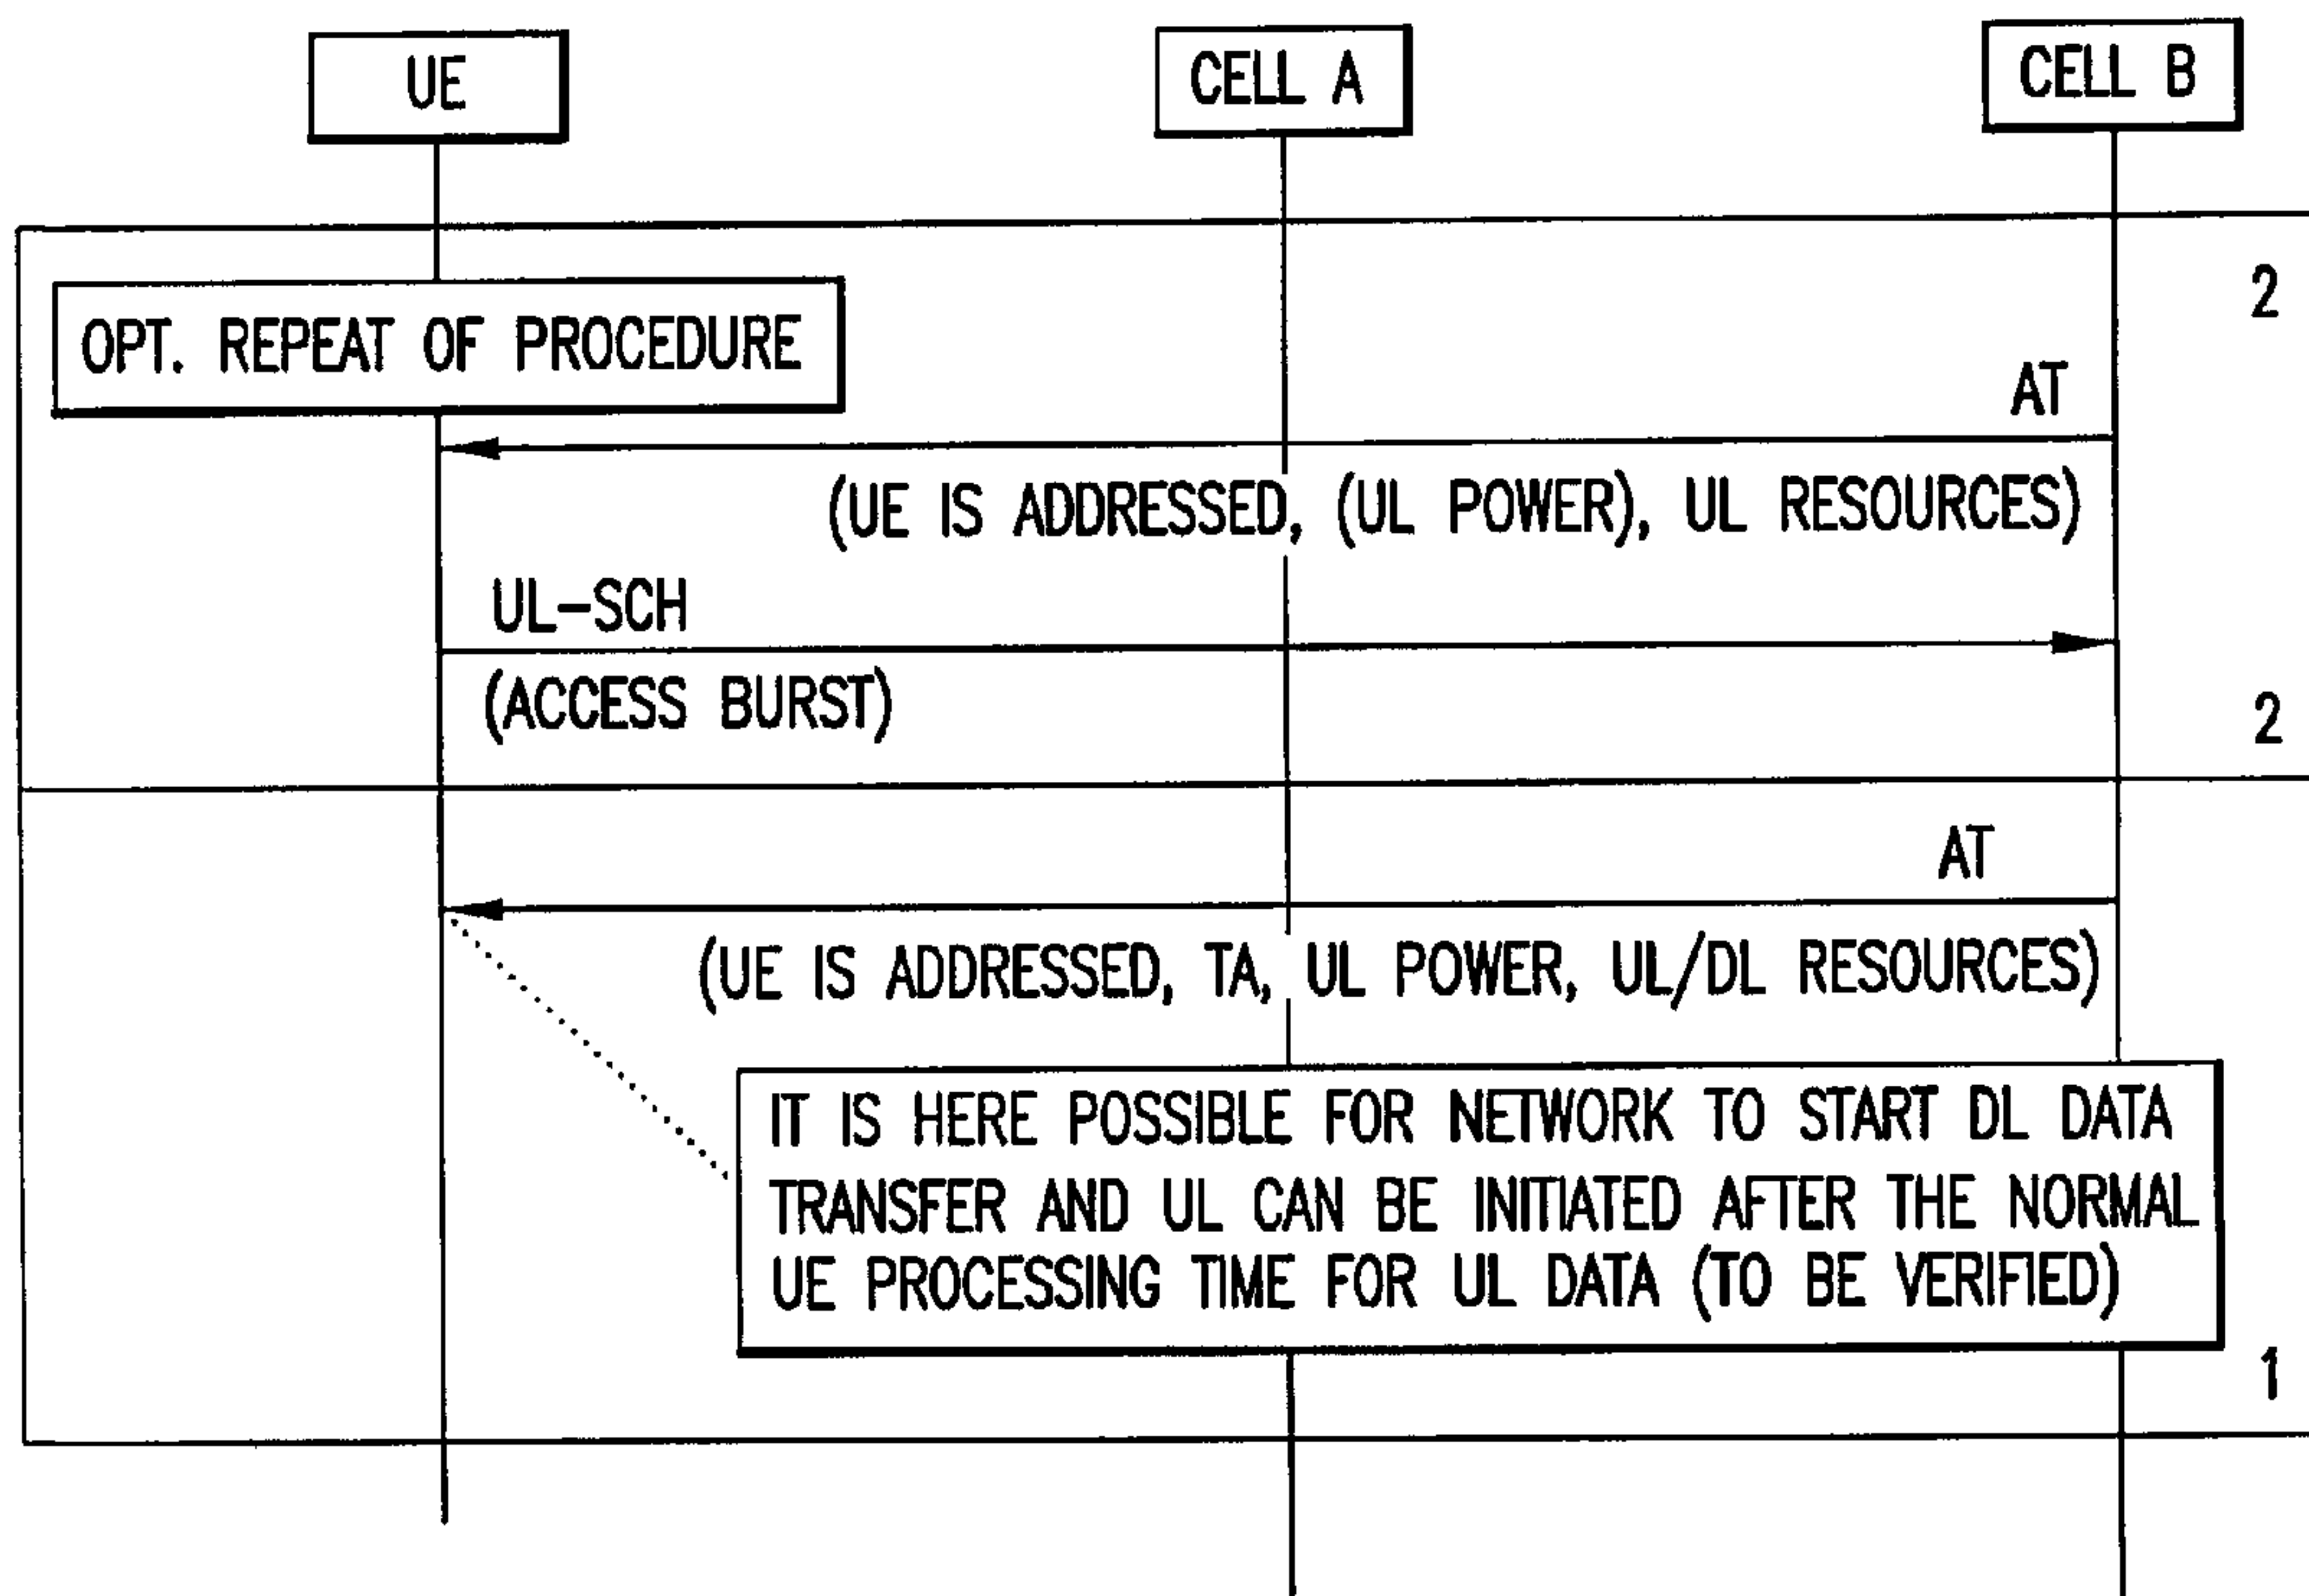 UE
CELL A
CELL B
2
OPT. REPEAT OF PROCEDURE
AT
(UE IS ADDRESSED, (UL POWER), UL RESOURCES)
UL-SCH
(ACCESS BURST)
2
AT
(UE IS ADDRESSED, TA, UL POWER, UL/DL RESOURCES)
IT IS HERE POSSIBLE FOR NETWORK TO START DL DATA
TRANSFER AND UL CAN BE INITIATED AFTER THE NORMAL
UE PROCESSING TIME FOR UL DATA (TO BE VERIFIED)
1